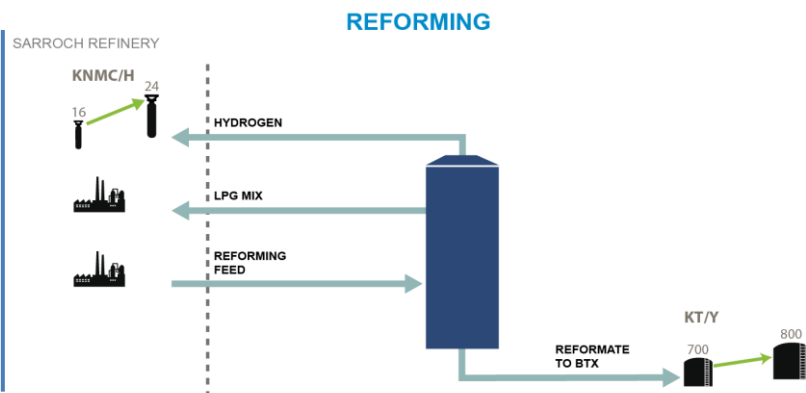 REFORMING
SARROCH REFINERY
KNMC/H
24
16
HYDROGEN
LPG MIX
REFORMING
FEED
KT/Y
800
700
REFORMATE
TO BTX